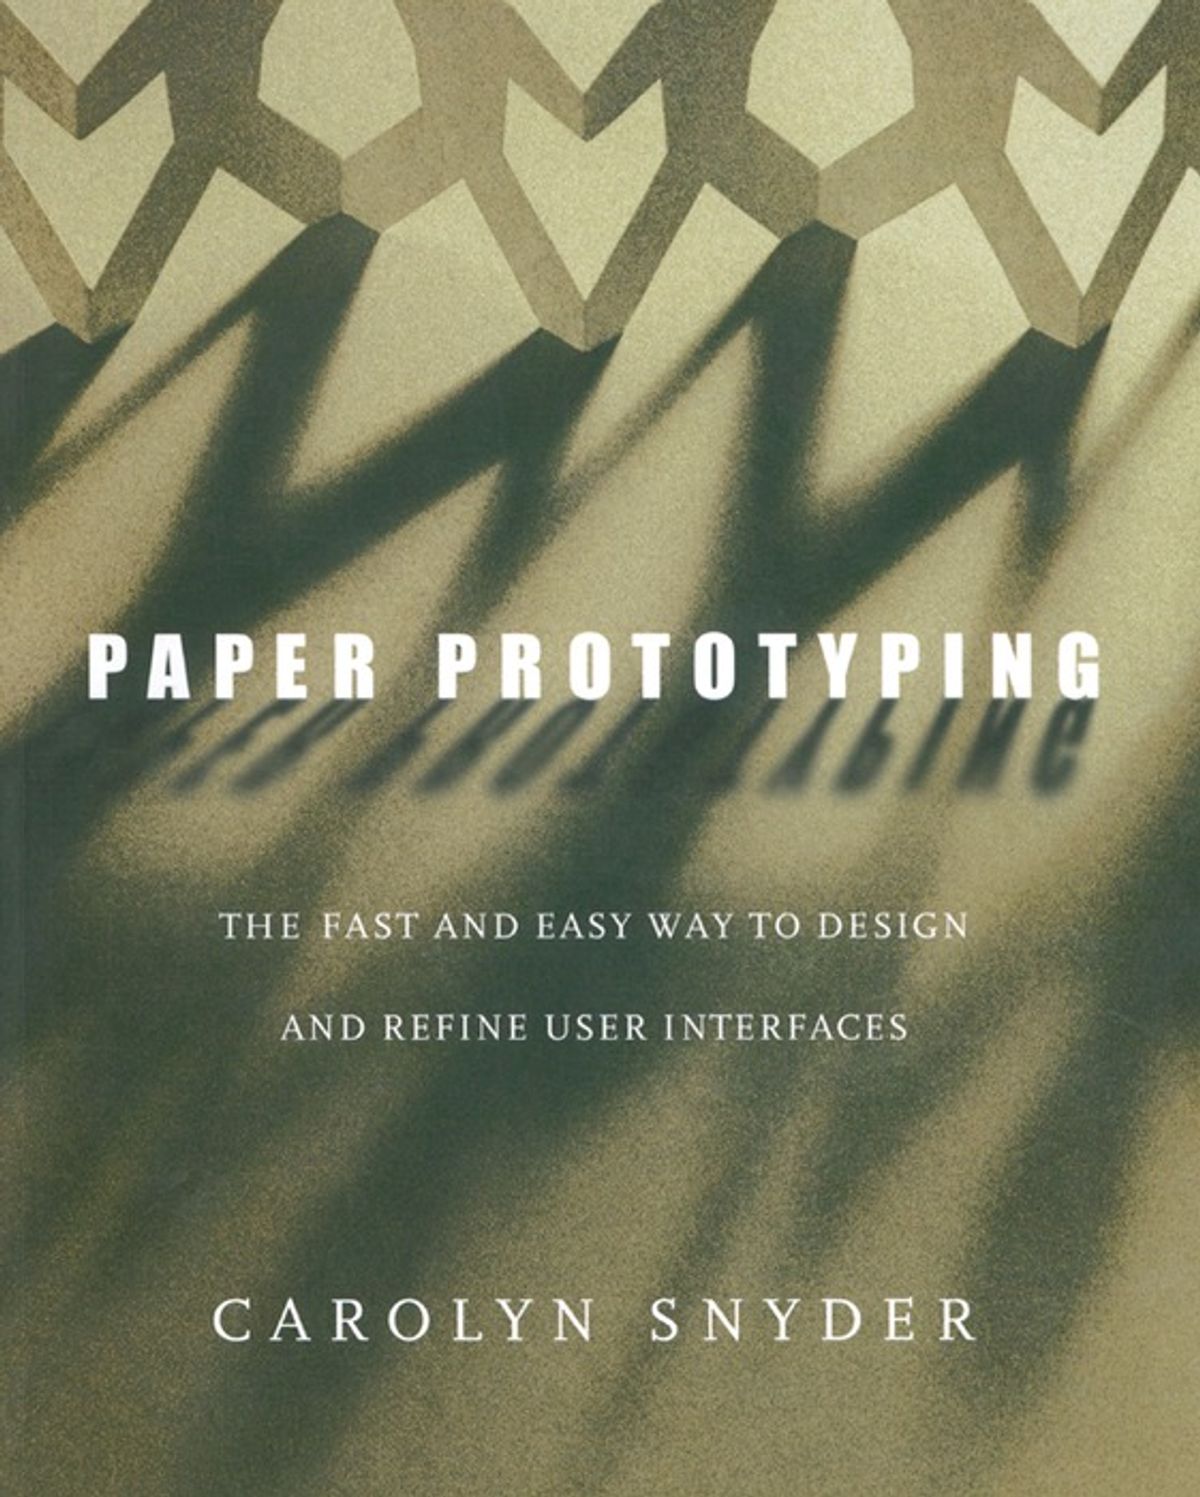 PAPER PROTOTYPING
THE FAST AND EASY WAY TO DESIGN
AND REFINE USER INTERFACES
CAROLYN SNYDER